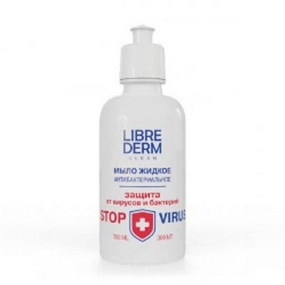 LIBRE
DERM
CLEAN
МЫЛО ЖИДКОЕ
АНТИБАКТЕРИАЛЬНОЕ
защита
от вирусов и бактерий
STOP VIRUS